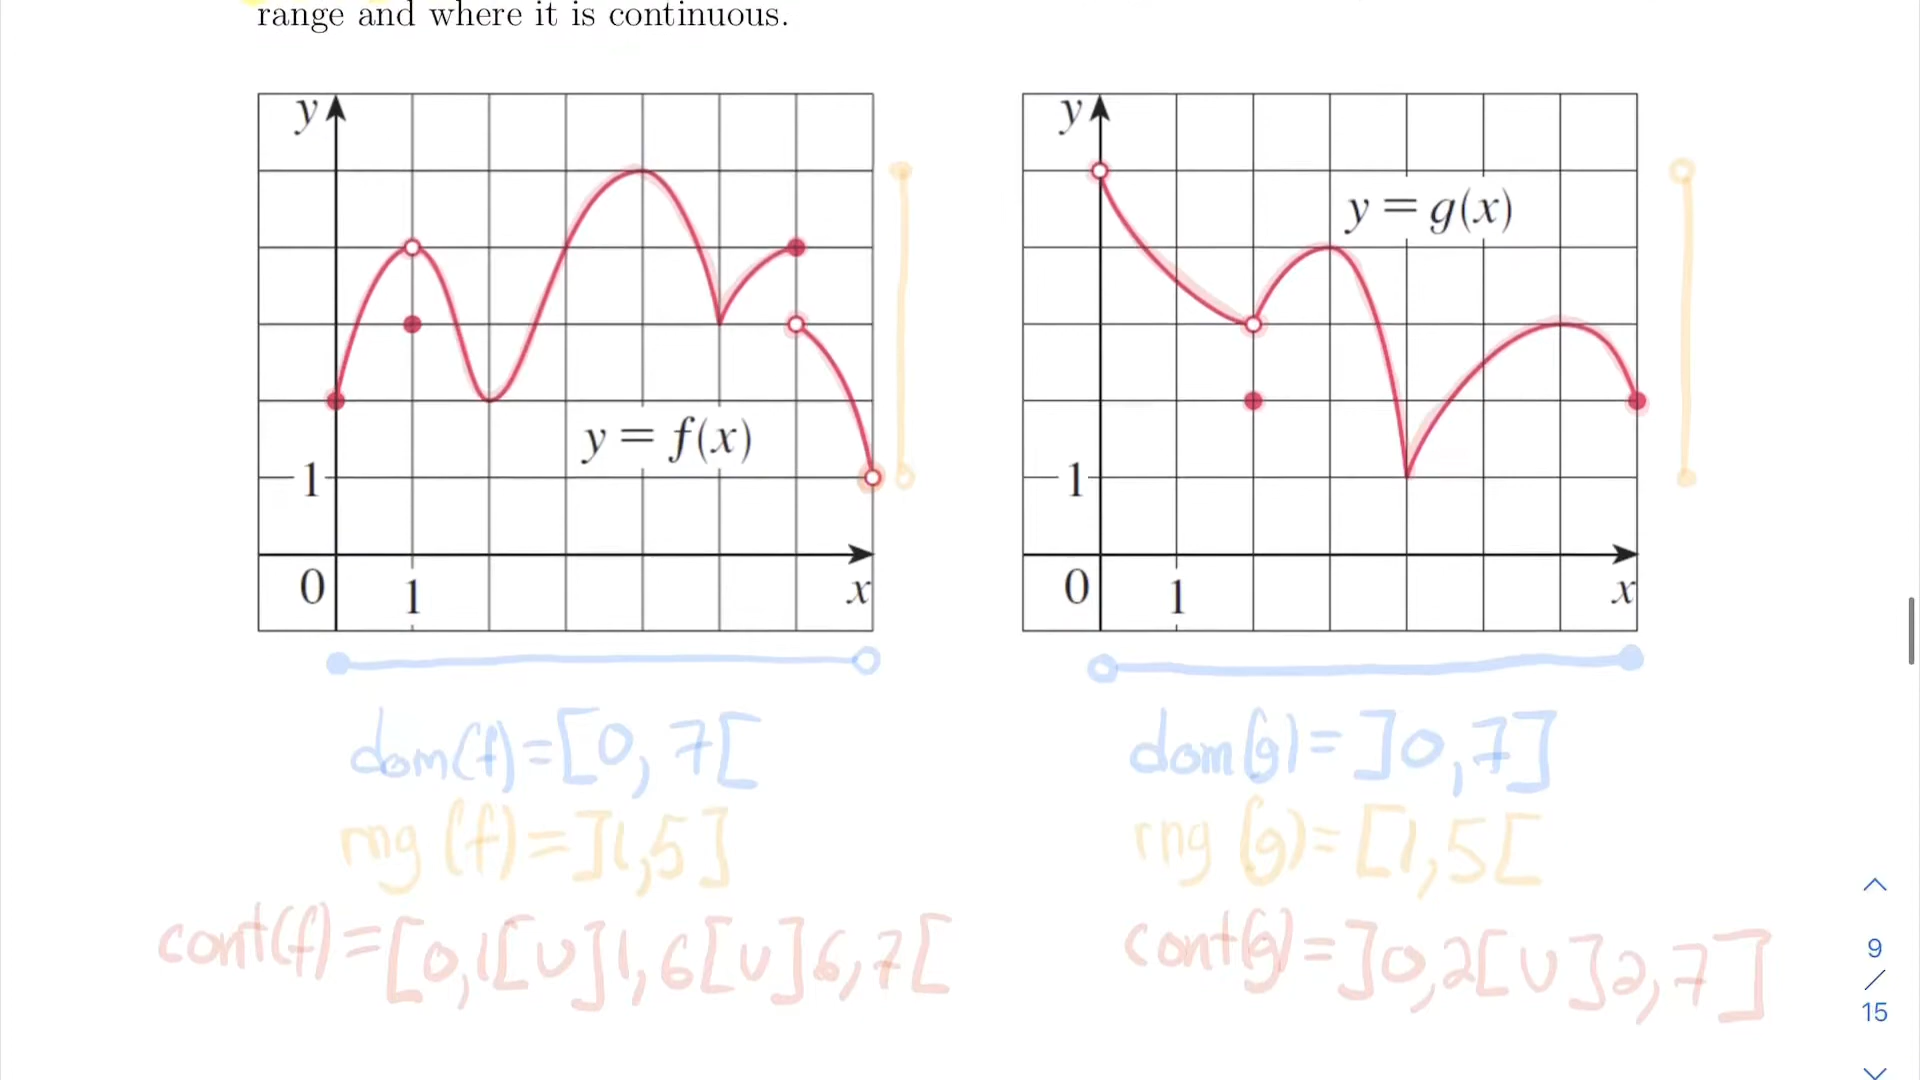 range and where it is continuous.
y
y = f(x)
1
0
1
x
y
y = g(x)
1
0
1
x
dom(f)=[0, 7[
rng (f)=]1,5]
cont(f)=[0,1[U]1,6[U]6,7[
dom(g)=]0,7]
rng (g)=[1,5[
cont(g)=]0,2[U]2,7]
9
/
15